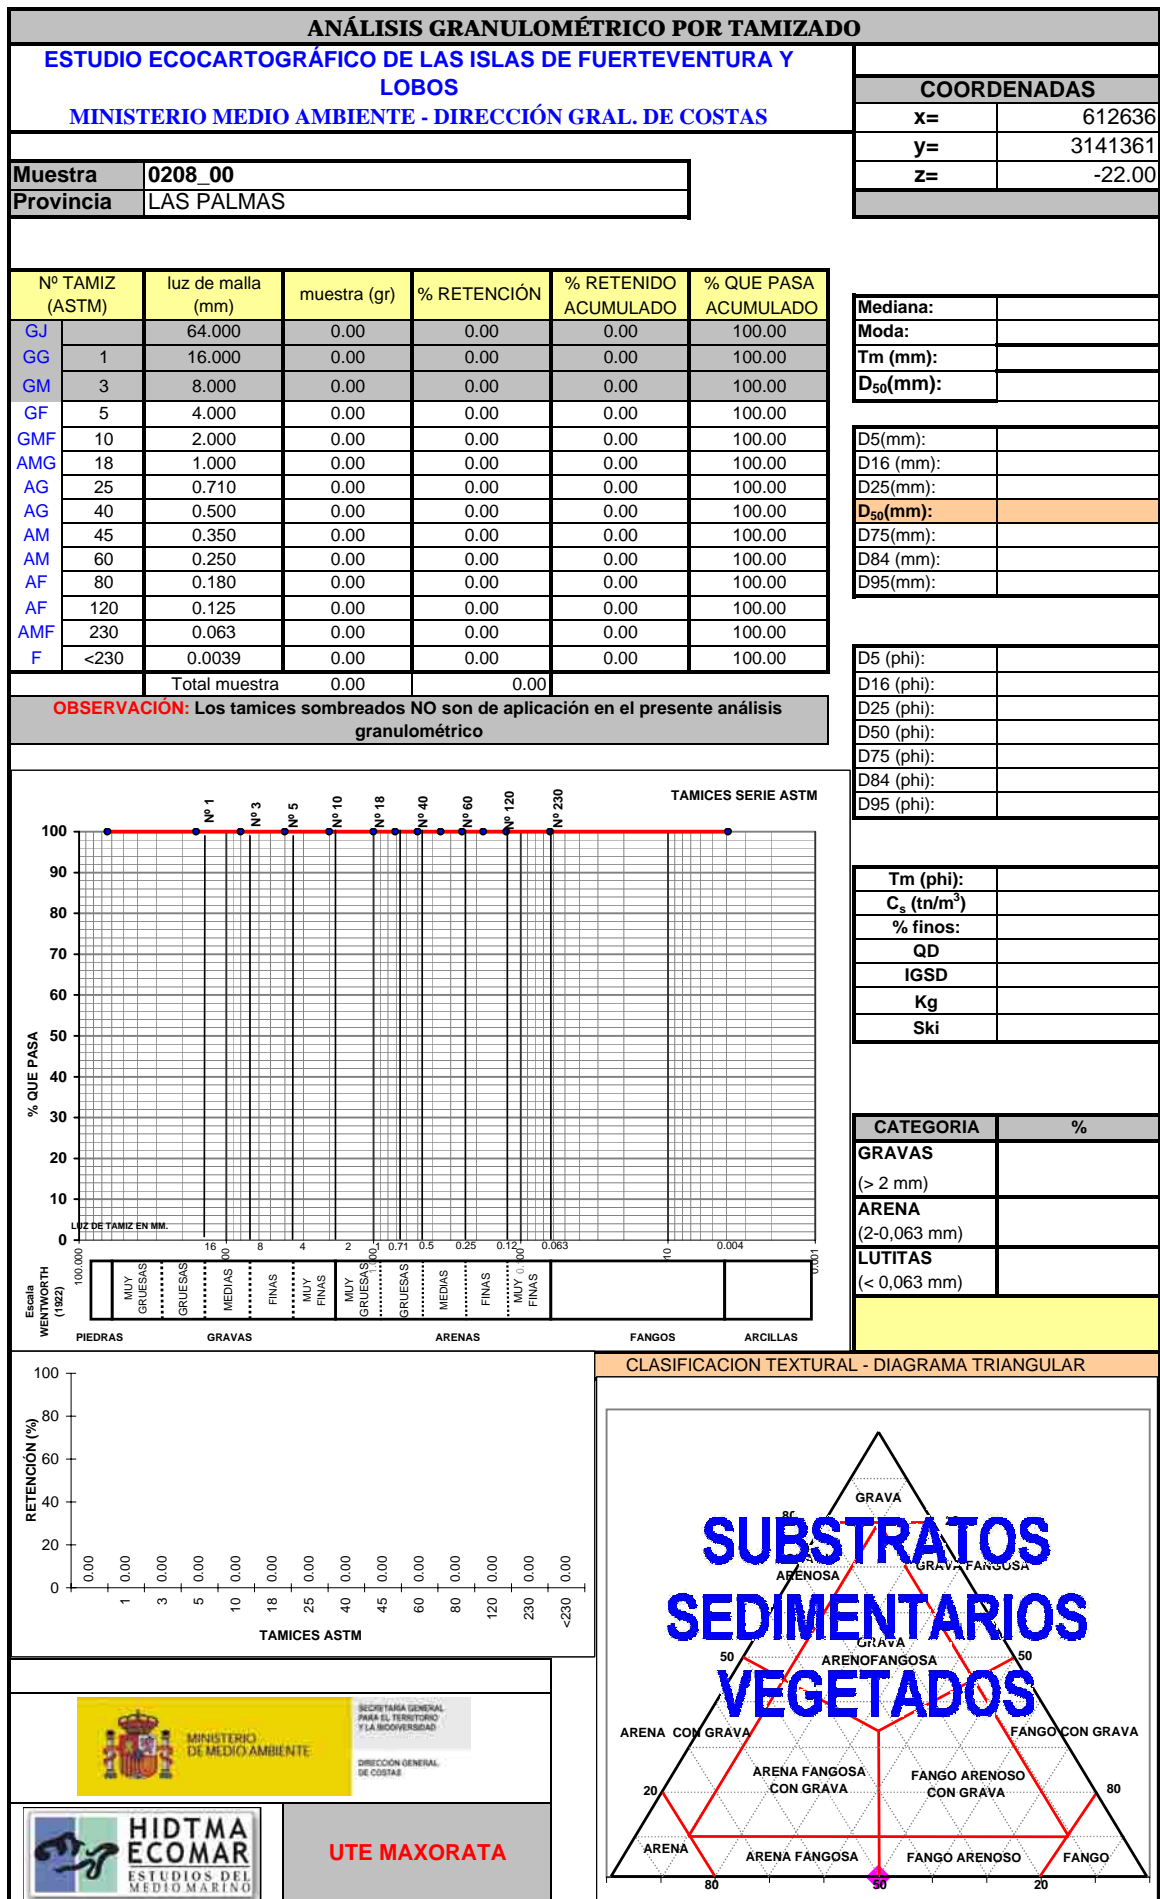 ANÁLISIS GRANULOMÉTRICO POR TAMIZADO
ESTUDIO ECOCARTOGRÁFICO DE LAS ISLAS DE FUERTEVENTURA Y
LOBOS
MINISTERIO MEDIO AMBIENTE - DIRECCIÓN GRAL. DE COSTAS
COORDENADAS
x= 612636
y= 3141361
z= -22.00
Muestra 0208_00
Provincia LAS PALMAS
Nº TAMIZ (ASTM) luz de malla (mm) muestra (gr) % RETENCIÓN % RETENIDO ACUMULADO % QUE PASA ACUMULADO
GJ 64.000 0.00 0.00 0.00 100.00
GG 1 16.000 0.00 0.00 0.00 100.00
GM 3 8.000 0.00 0.00 0.00 100.00
GF 5 4.000 0.00 0.00 0.00 100.00
GMF 10 2.000 0.00 0.00 0.00 100.00
AMG 18 1.000 0.00 0.00 0.00 100.00
AG 25 0.710 0.00 0.00 0.00 100.00
AG 40 0.500 0.00 0.00 0.00 100.00
AM 45 0.350 0.00 0.00 0.00 100.00
AM 60 0.250 0.00 0.00 0.00 100.00
AF 80 0.180 0.00 0.00 0.00 100.00
AF 120 0.125 0.00 0.00 0.00 100.00
AMF 230 0.063 0.00 0.00 0.00 100.00
F <230 0.0039 0.00 0.00 0.00 100.00
Total muestra 0.00 0.00
OBSERVACIÓN: Los tamices sombreados NO son de aplicación en el presente análisis
granulométrico
Mediana:
Moda:
Tm (mm):
D50(mm):
D5(mm):
D16 (mm):
D25(mm):
D50(mm):
D75(mm):
D84 (mm):
D95(mm):
D5 (phi):
D16 (phi):
D25 (phi):
D50 (phi):
D75 (phi):
D84 (phi):
D95 (phi):
Tm (phi):
Cs (tn/m3)
% finos:
QD
IGSD
Kg
Ski
CATEGORIA %
GRAVAS
(> 2 mm)
ARENA
(2-0,063 mm)
LUTITAS
(< 0,063 mm)
TAMICES SERIE ASTM
Nº 1 Nº 3 Nº 5 Nº 10 Nº 18 Nº 40 Nº 60 Nº 120 Nº 230
% QUE PASA
100
90
80
70
60
50
40
30
20
10
0
LUZ DE TAMIZ EN MM.
16 8 4 2 1 0.71 0.5 0.25 0.12 0.063 0.004
100.000 0.001
Escala
WENTWORTH
(1922)
MUY GRUESAS GRUESAS MEDIAS FINAS MUY FINAS MUY GRUESAS GRUESAS MEDIAS FINAS MUY FINAS
PIEDRAS GRAVAS ARENAS FANGOS ARCILLAS
RETENCIÓN (%)
100
80
60
40
20
0
0.00 0.00 0.00 0.00 0.00 0.00 0.00 0.00 0.00 0.00 0.00 0.00 0.00 0.00
1 3 5 10 18 25 40 45 60 80 120 230 <230
TAMICES ASTM
CLASIFICACION TEXTURAL - DIAGRAMA TRIANGULAR
GRAVA
SUBSTRATOS
ARENOSA
GRAVA FANGOSA
SEDIMENTARIOS
GRAVA
ARENOFANGOSA
50 50
VEGETADOS
ARENA CON GRAVA
FANGO CON GRAVA
ARENA FANGOSA
CON GRAVA
FANGO ARENOSO
CON GRAVA
20 80
ARENA ARENA FANGOSA FANGO ARENOSO FANGO
80 50 20
MINISTERIO
DE MEDIO AMBIENTE
SECRETARÍA GENERAL
PARA EL TERRITORIO
Y LA BIODIVERSIDAD
DIRECCIÓN GENERAL
DE COSTAS
HIDTMA
ECOMAR
ESTUDIOS DEL
MEDIO MARINO
UTE MAXORATA